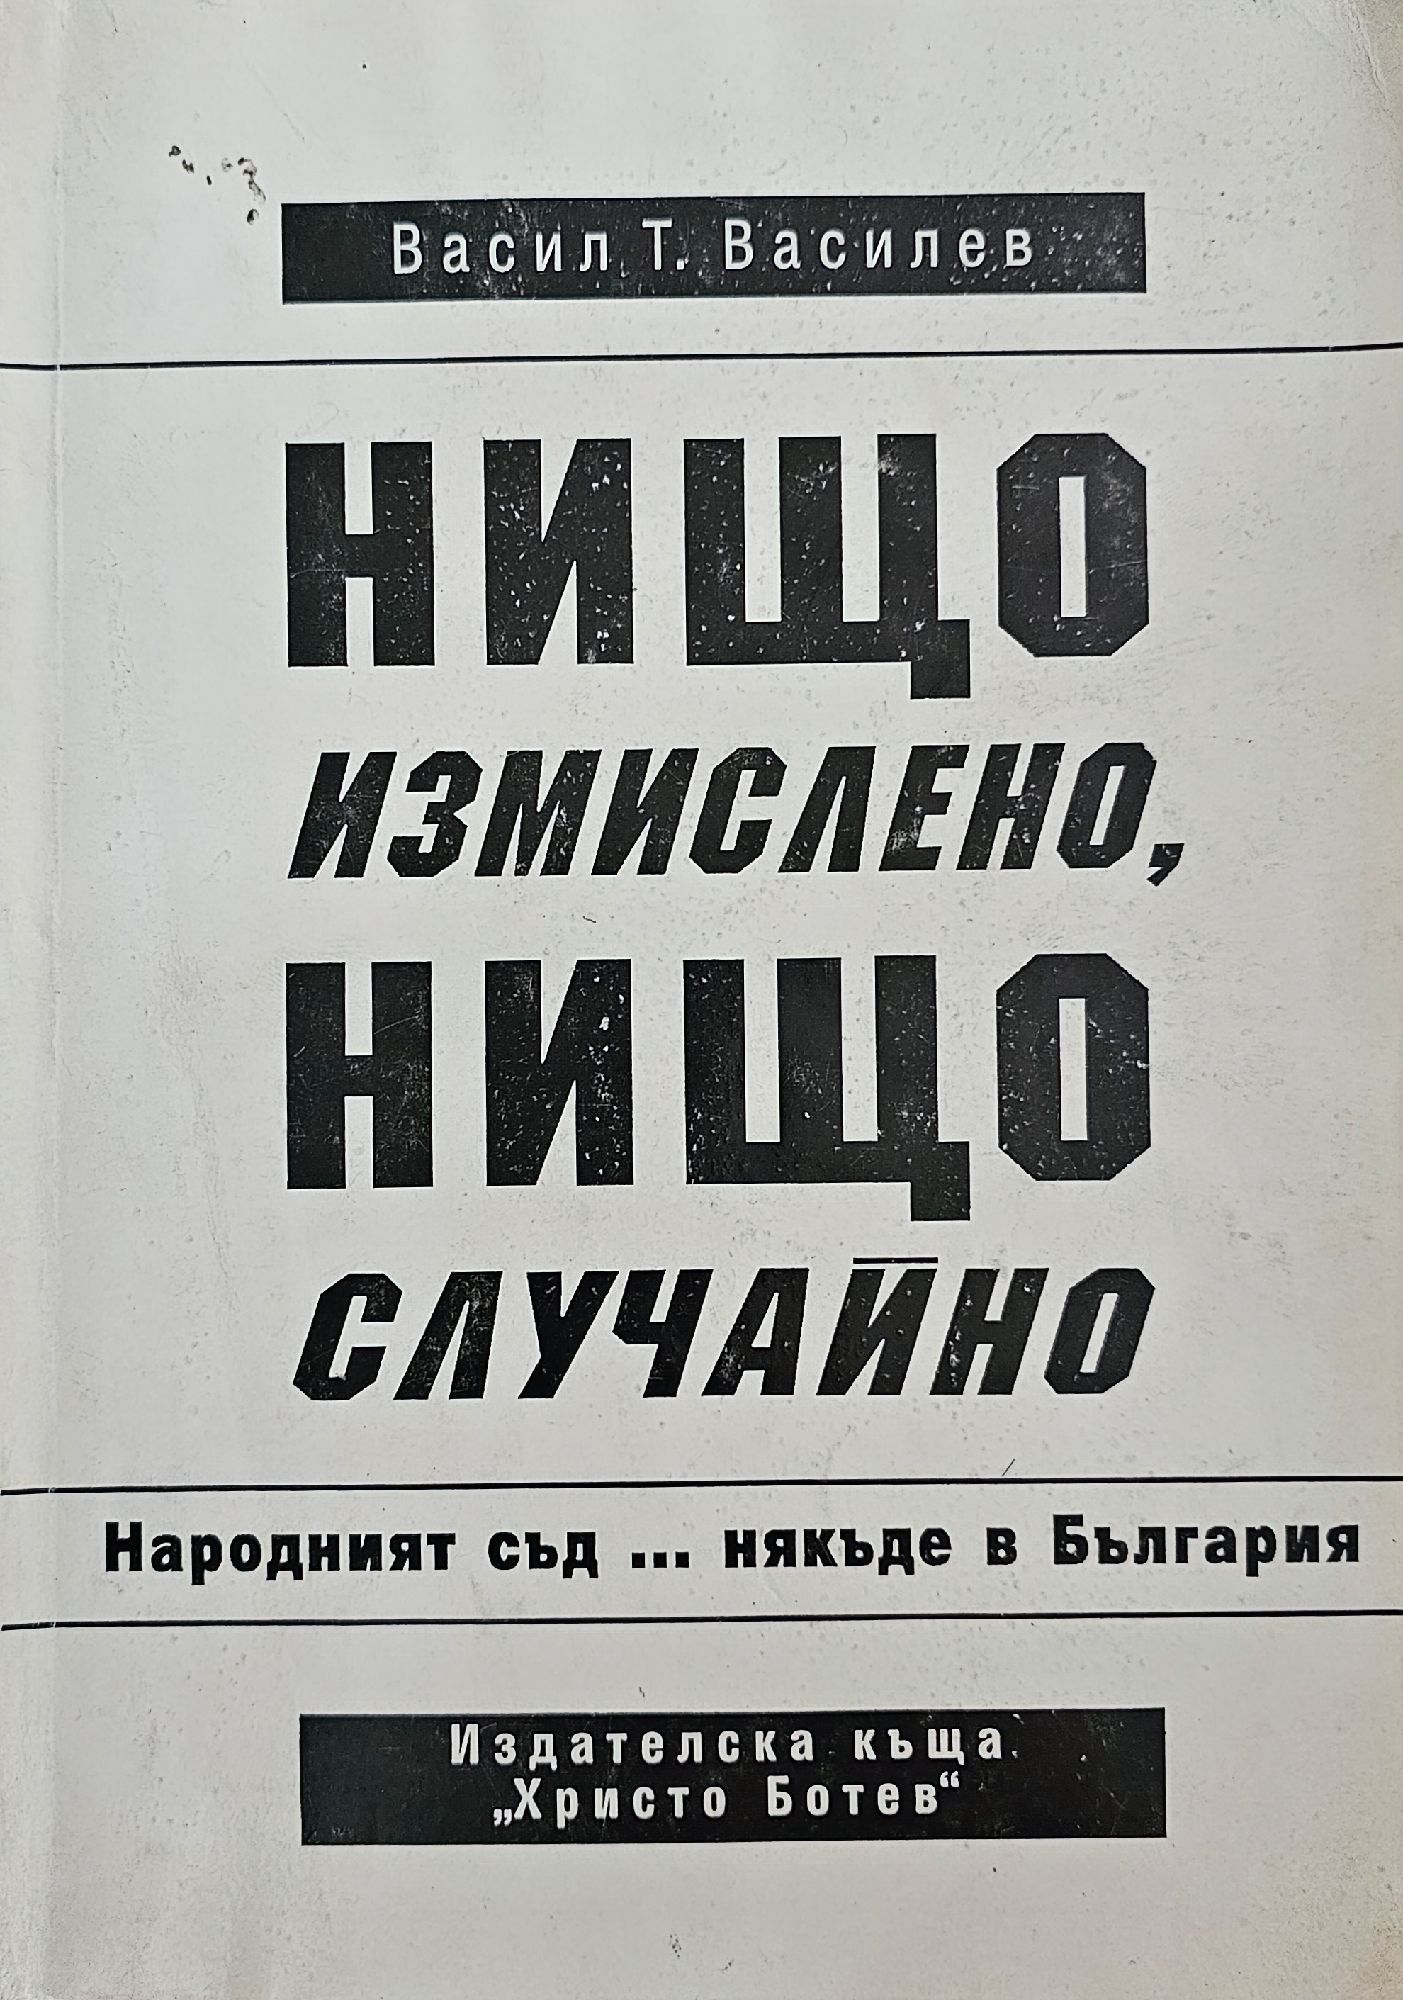 Васил Т. Василев
НИЩО
ИЗМИСЛЕНО,
НИЩО
СЛУЧАЙНО
Народният съд ... някъде в България
Издателска къща
„Христо Ботев“